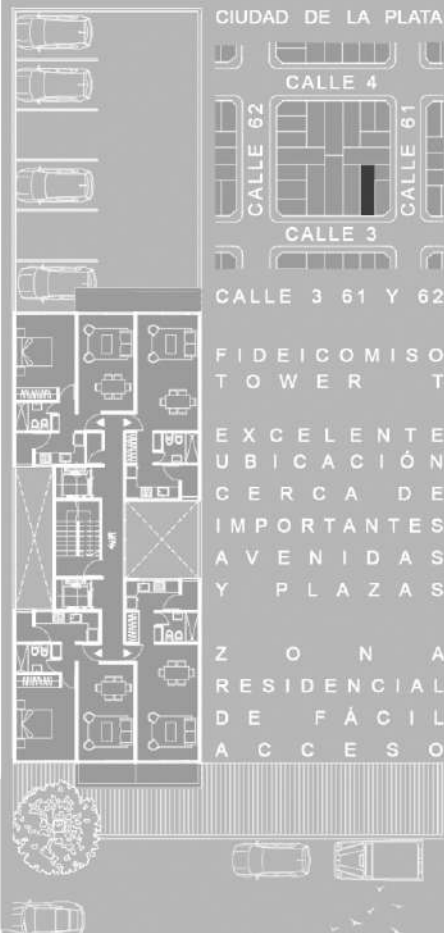 CIUDAD DE LA PLATA
CALLE 4
CALLE 62
CALLE 61
CALLE 3
CALLE 3 61 Y 62
FIDEICOMISO
TOWER T
EXCELENTE
UBICACIÓN
CERCA DE
IMPORTANTES
AVENIDAS
Y PLAZAS
ZONA
RESIDENCIAL
DE FÁCIL
ACCESO